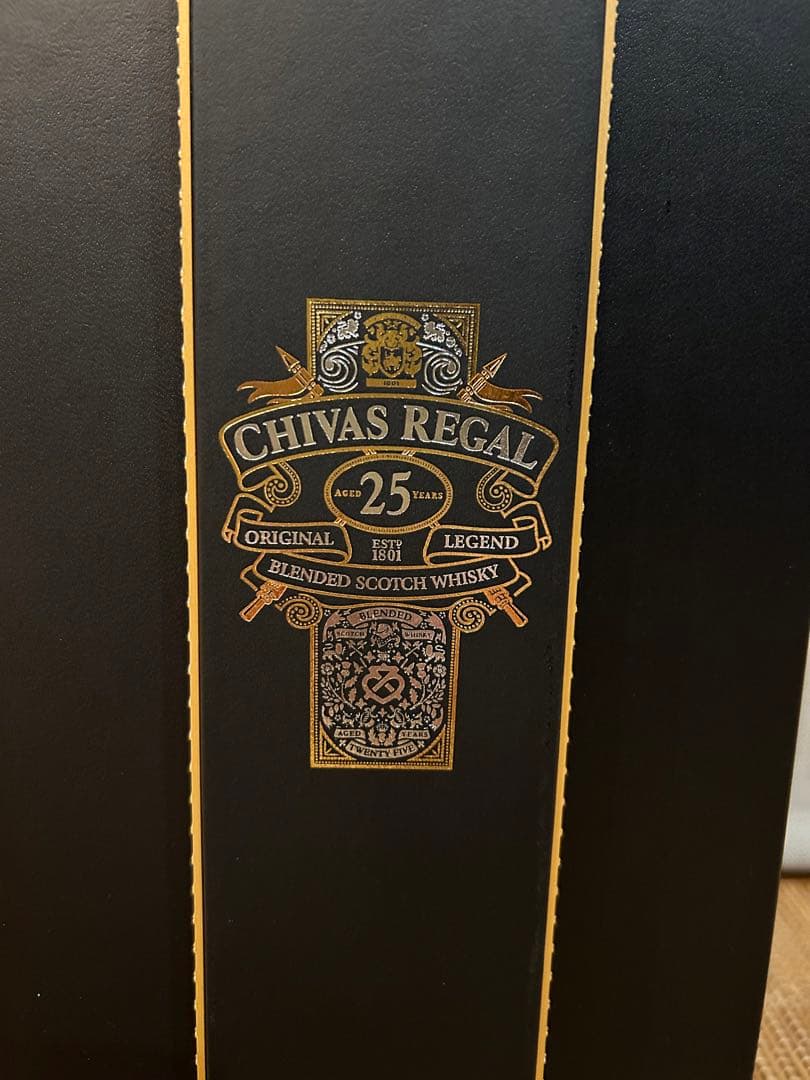 1801
CHIVAS REGAL
AGED 25 YEARS
ORIGINAL ESTD 1801 LEGEND
BLENDED SCOTCH WHISKY
BLENDED
SCOTCH WHISKY
AGED YEARS
TWENTY FIVE